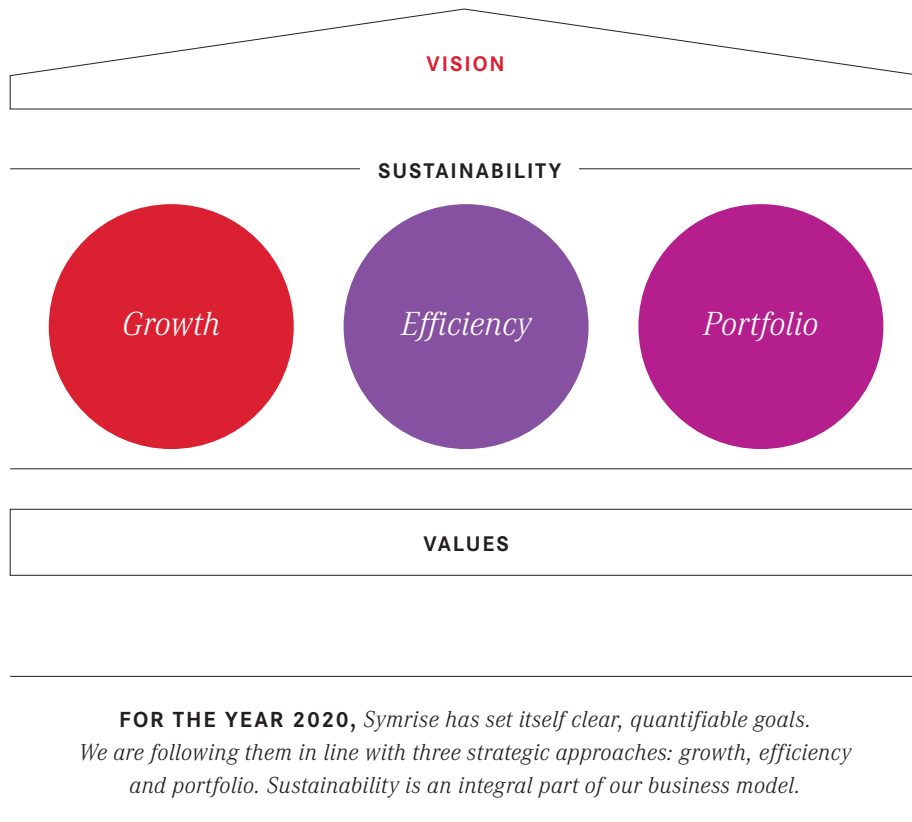 VISION
SUSTAINABILITY
Growth
Efficiency
Portfolio
VALUES
FOR THE YEAR 2020, Symrise has set itself clear, quantifiable goals.
We are following them in line with three strategic approaches: growth, efficiency
and portfolio. Sustainability is an integral part of our business model.